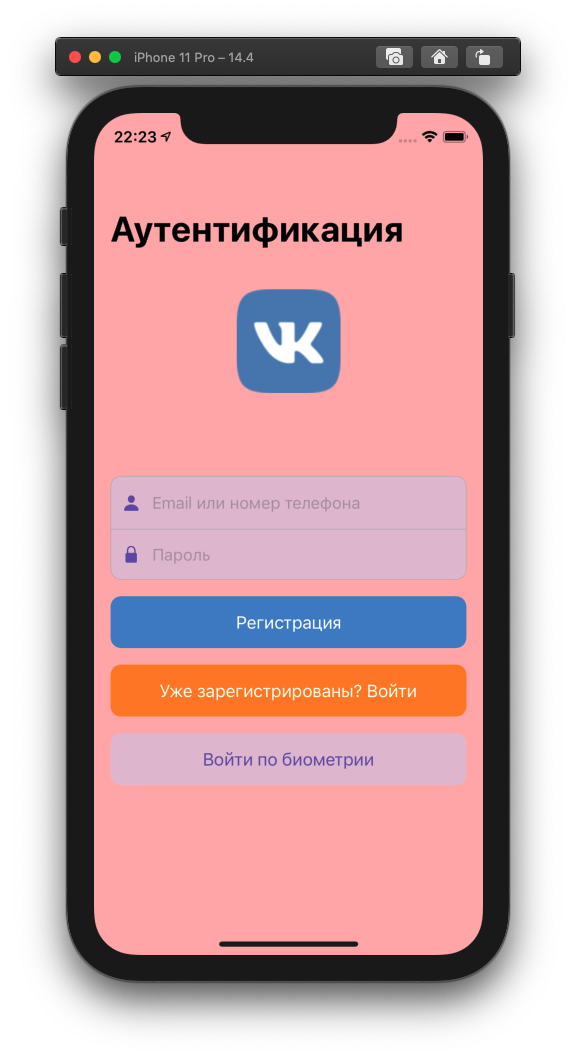 iPhone 11 Pro – 14.4
22:23
Аутентификация
VK
Email или номер телефона
Пароль
Регистрация
Уже зарегистрированы? Войти
Войти по биометрии